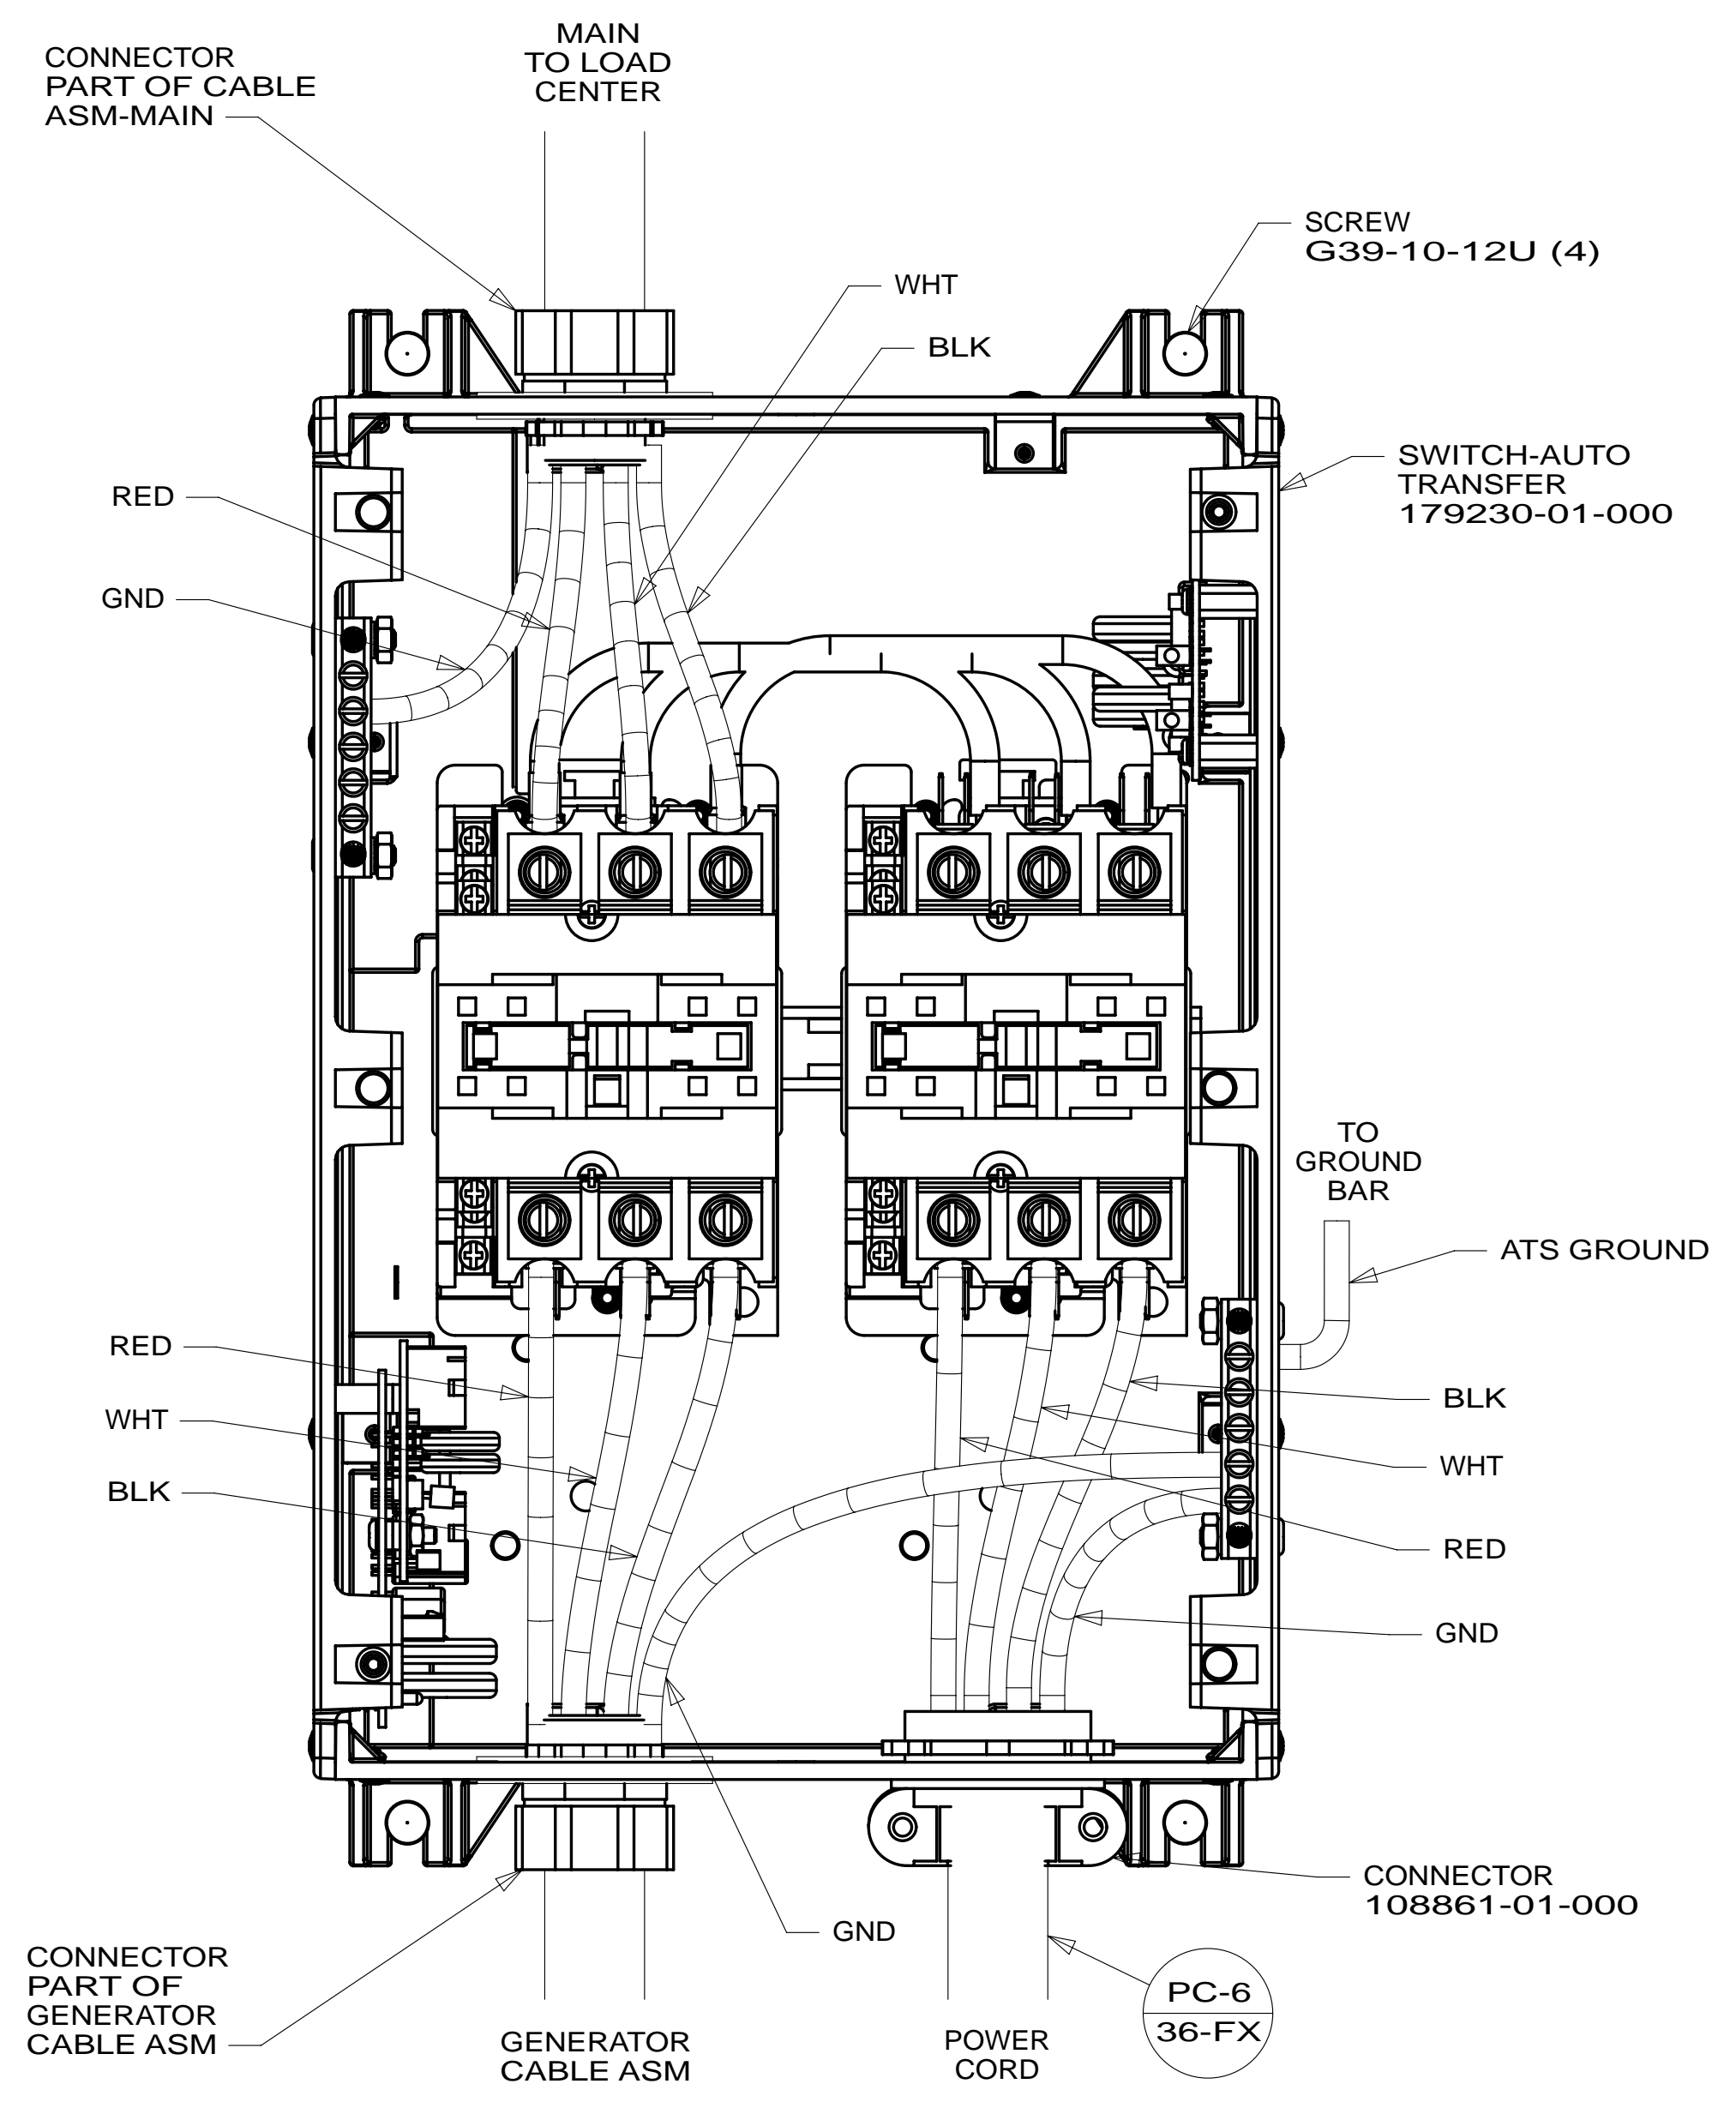 MAIN
TO LOAD
CENTER
CONNECTOR
PART OF CABLE
ASM-MAIN
SCREW
G39-10-12U (4)
WHT
BLK
SWITCH-AUTO
TRANSFER
179230-01-000
RED
GND
TO
GROUND
BAR
ATS GROUND
RED
WHT
BLK
BLK
WHT
RED
GND
CONNECTOR
108861-01-000
GND
CONNECTOR
PART OF
GENERATOR
CABLE ASM
GENERATOR
CABLE ASM
POWER
CORD
PC-6
36-FX